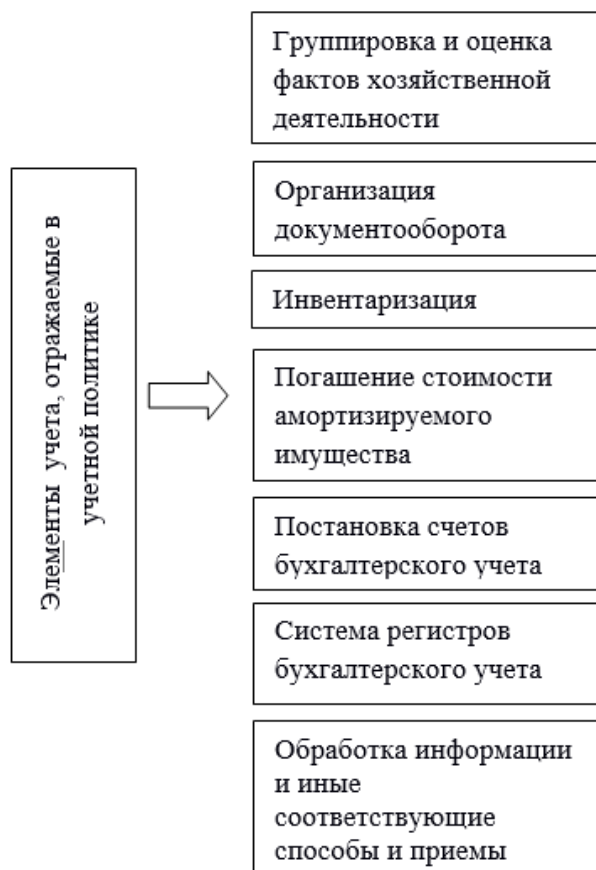 Элементы учета, отражаемые в
учетной политике
Группировка и оценка
фактов хозяйственной
деятельности
Организация
документооборота
Инвентаризация
Погашение стоимости
амортизируемого
имущества
Постановка счетов
бухгалтерского учета
Система регистров
бухгалтерского учета
Обработка информации
и иные
соответствующие
способы и приемы